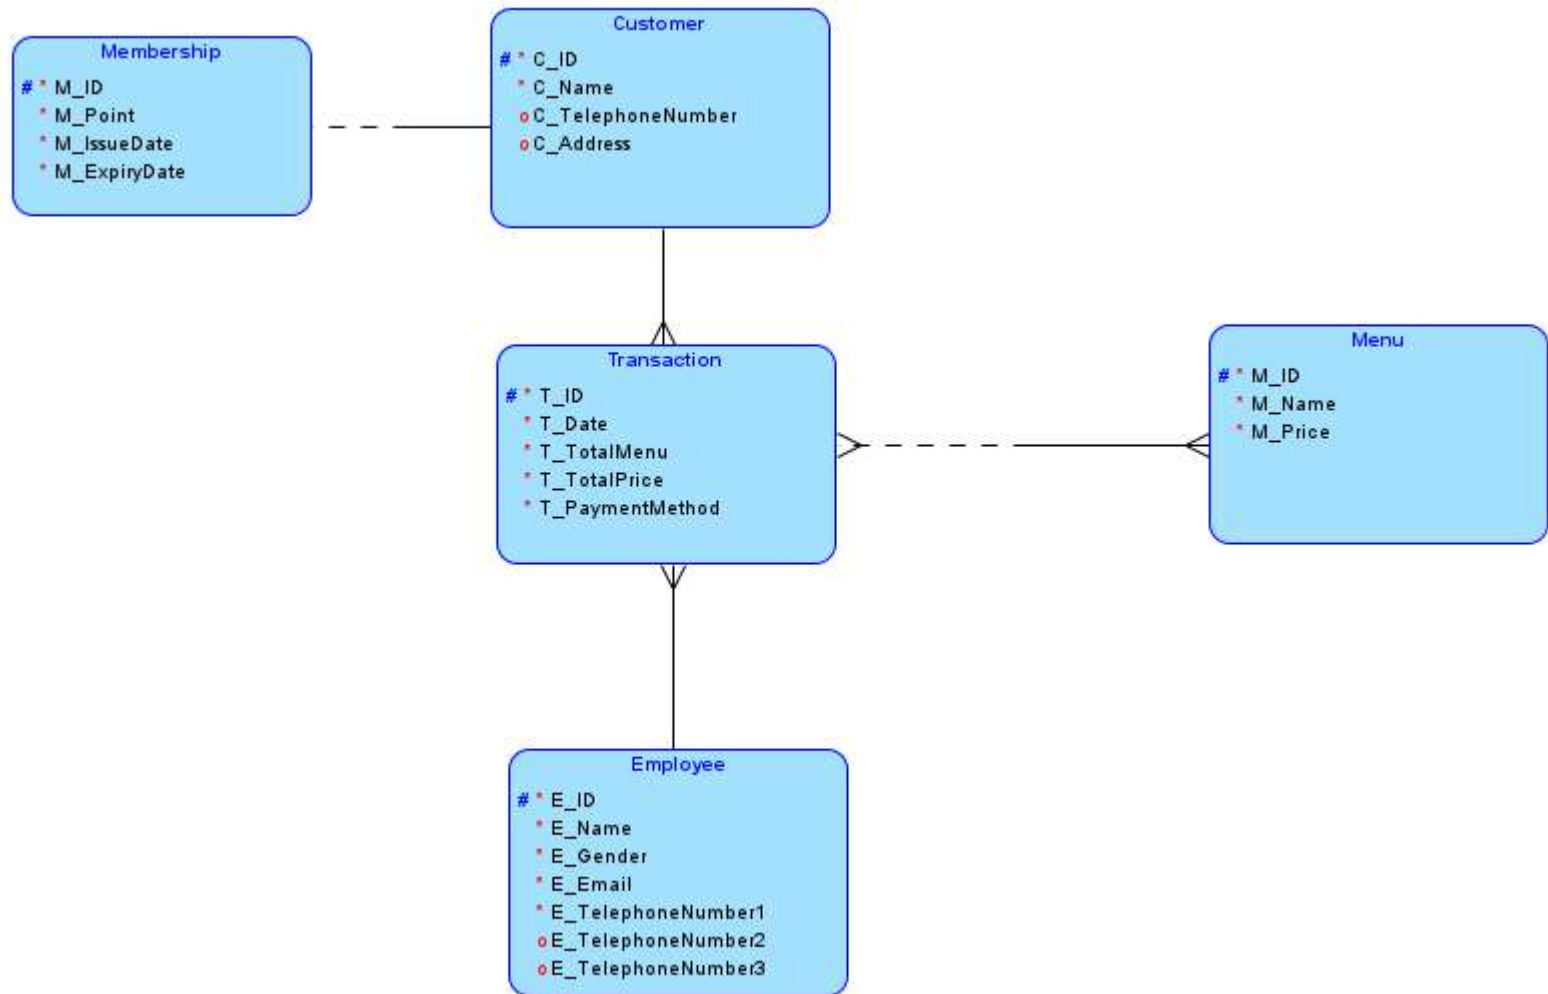 Membership
# * M_ID
* M_Point
* M_IssueDate
* M_ExpiryDate
Customer
# * C_ID
* C_Name
o C_TelephoneNumber
o C_Address
Transaction
# * T_ID
* T_Date
* T_TotalMenu
* T_TotalPrice
* T_PaymentMethod
Menu
# * M_ID
* M_Name
* M_Price
Employee
# * E_ID
* E_Name
* E_Gender
* E_Email
* E_TelephoneNumber1
o E_TelephoneNumber2
o E_TelephoneNumber3